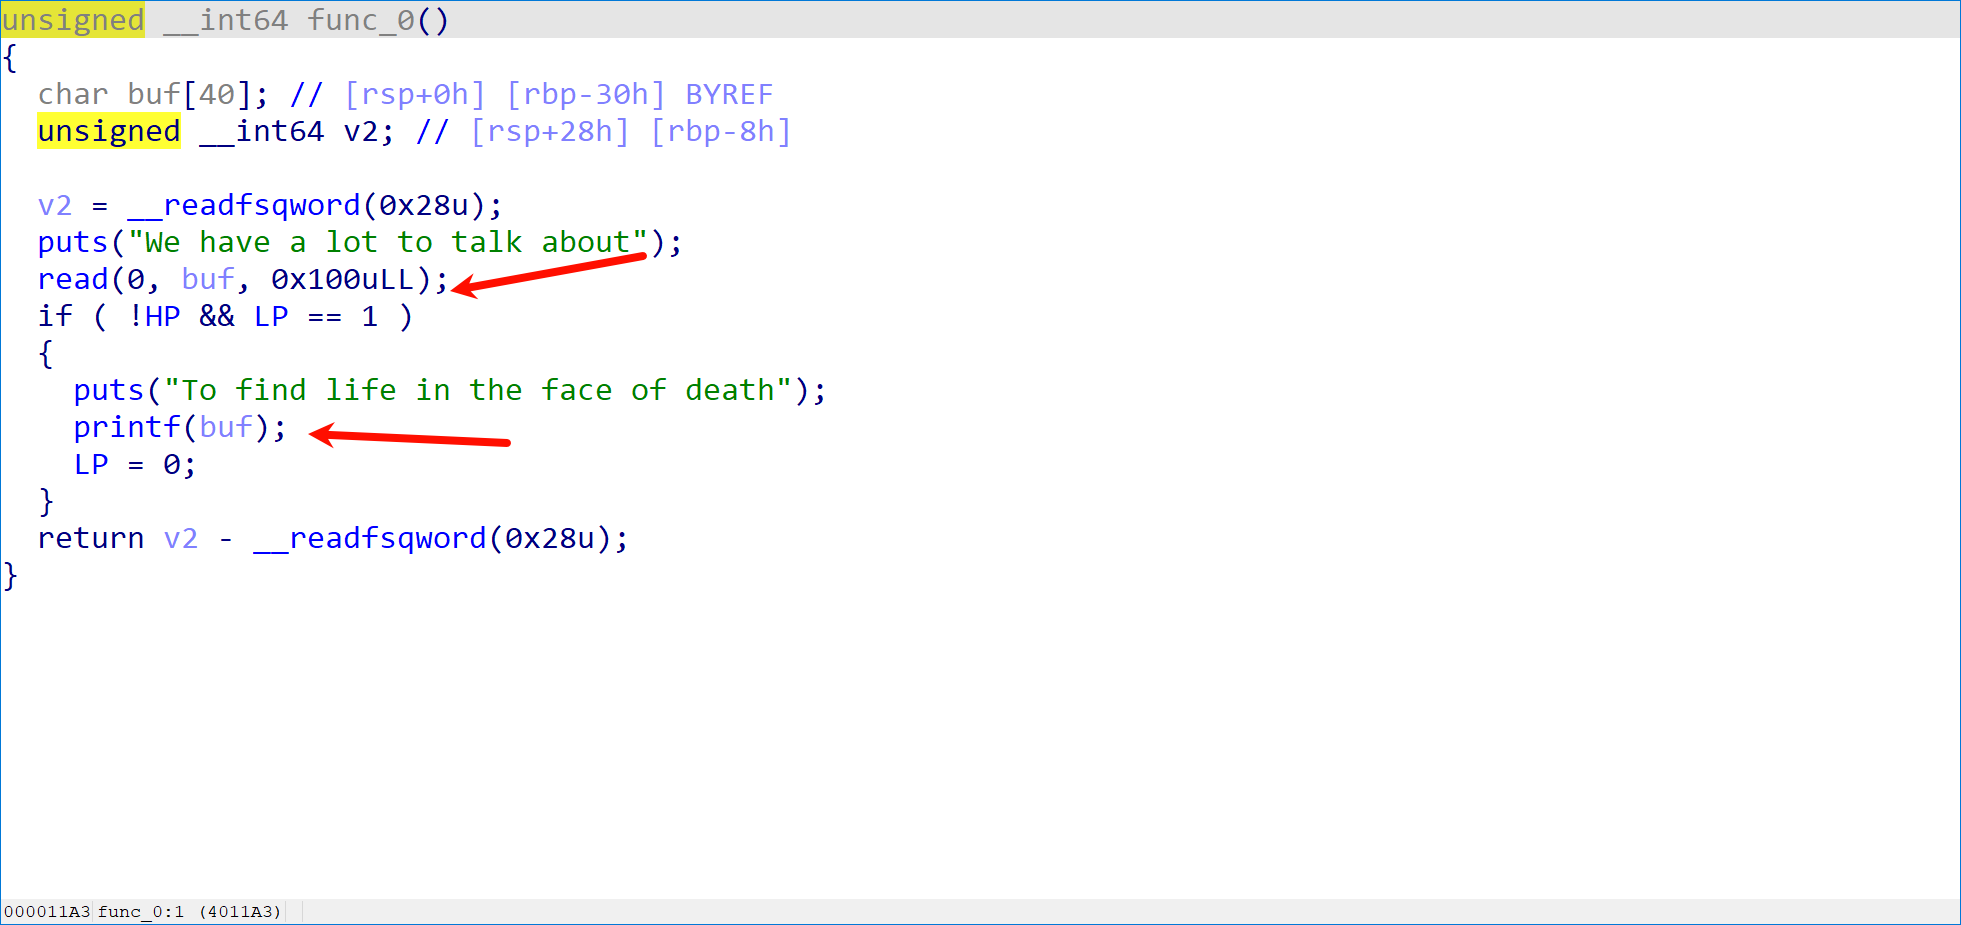 unsigned __int64 func_0()
{
  char buf[40]; // [rsp+0h] [rbp-30h] BYREF
  unsigned __int64 v2; // [rsp+28h] [rbp-8h]

  v2 = __readfsqword(0x28u);
  puts("We have a lot to talk about");
  read(0, buf, 0x100uLL);
  if ( !HP && LP == 1 )
  {
    puts("To find life in the face of death");
    printf(buf);
    LP = 0;
  }
  return v2 - __readfsqword(0x28u);
}
000011A3 func_0:1 (4011A3)